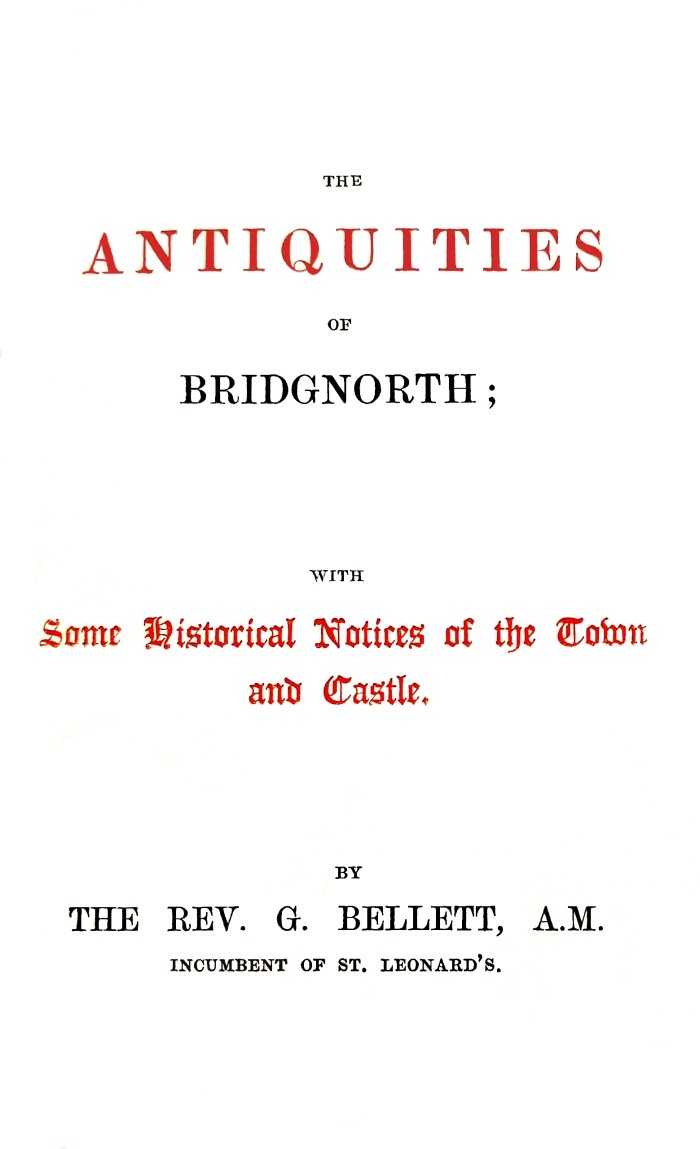 THE
ANTIQUITIES
OF
BRIDGNORTH;
WITH
Some Historical Notices of the Town
and Castle.
BY
THE REV. G. BELLETT, A.M.
INCUMBENT OF ST. LEONARD'S.